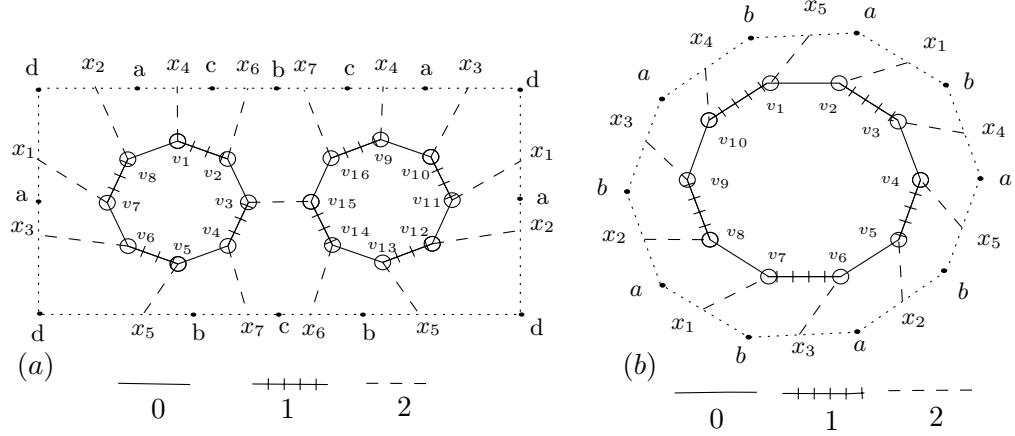 d x2 a x4 c x6 b x7 c x4 a x3 d
v1 v9
x1 v8 v2 v16 v10 x1
a v7 v3 v15 v11 a
x3 v6 v4 v14 v12 x2
v5 v13
d x5 b x7 c x6 b x5 d
(a)
0 1 2
b x5 a
x4 x1
a v1 v2 b
x3 v10 v3 x4
b v9 v4 a
x2 v8 v5 x5
a v7 v6 b
x1 x2
b x3 a
(b)
0 1 2